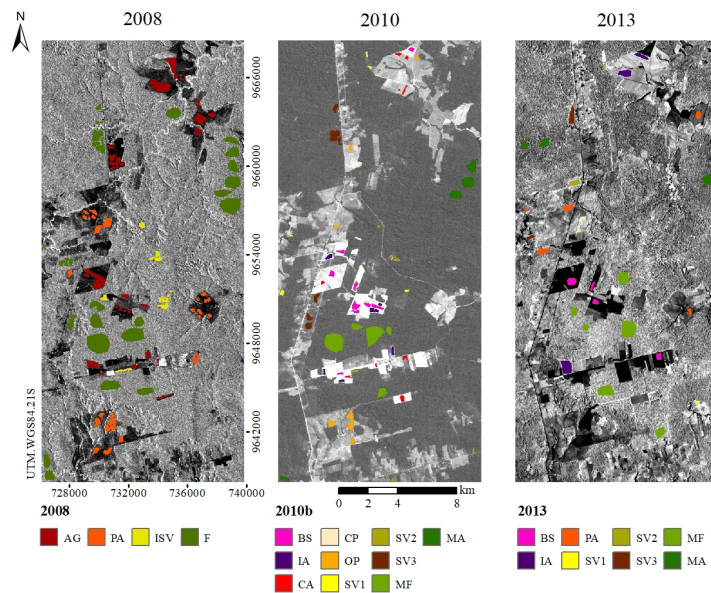 2008 2010 2013
N
9666000
9660000
9654000
9648000
9642000
UTM.WGS84.21S
728000 732000 736000 740000
0 2 4 8 km
2008 2010b 2013
AG PA ISV F
BS CP SV2 MA
IA OP SV3
CA SV1 MF
BS PA SV2 MF
IA SV1 SV3 MA